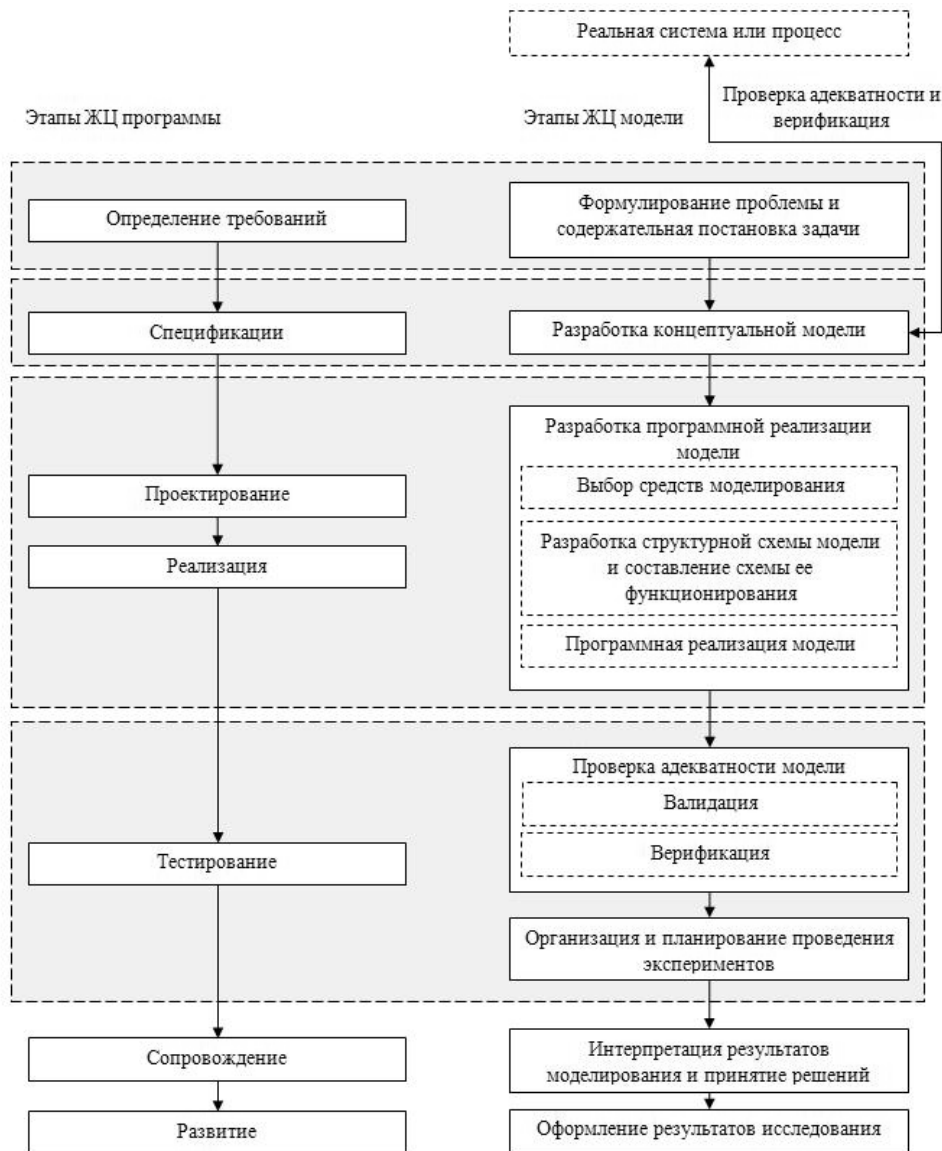 Реальная система или процесс
Проверка адекватности и
верификация
Этапы ЖЦ программы
Этапы ЖЦ модели
Определение требований
Формулирование проблемы и
содержательная постановка задачи
Спецификации
Разработка концептуальной модели
Разработка программной реализации
модели
Выбор средств моделирования
Проектирование
Разработка структурной схемы модели
и составление схемы ее
функционирования
Реализация
Программная реализация модели
Проверка адекватности модели
Валидация
Верификация
Тестирование
Организация и планирование проведения
экспериментов
Сопровождение
Интерпретация результатов
моделирования и принятие решений
Развитие
Оформление результатов исследования